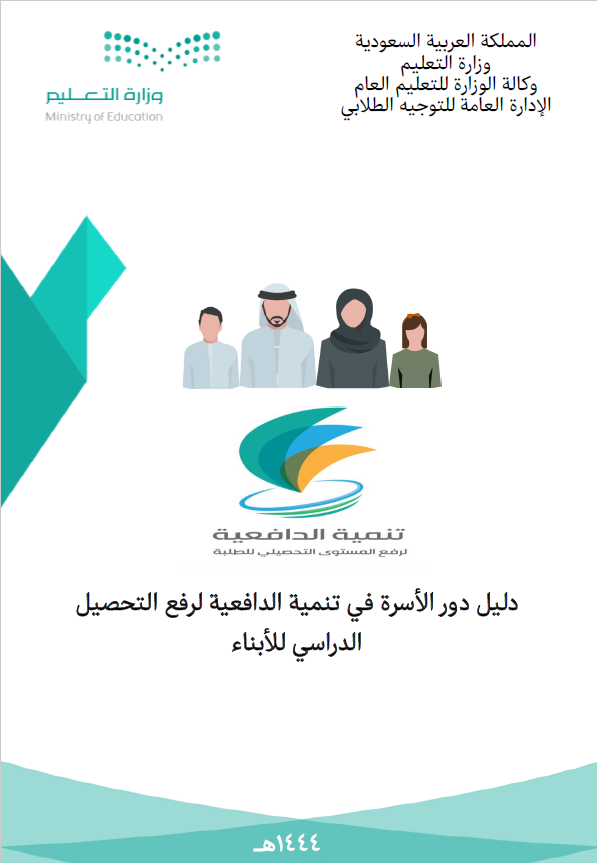 المملكة العربية السعودية
وزارة التعليم
وكالة الوزارة للتعليم العام
الإدارة العامة للتوجيه الطلابي
وزارة التعـــليم
Ministry of Education
تنمية الدافعية
لرفع المستوى التحصيلي للطلبة
دليل دور الأسرة في تنمية الدافعية لرفع التحصيل
الدراسي للأبناء
١٤٤٤هـ